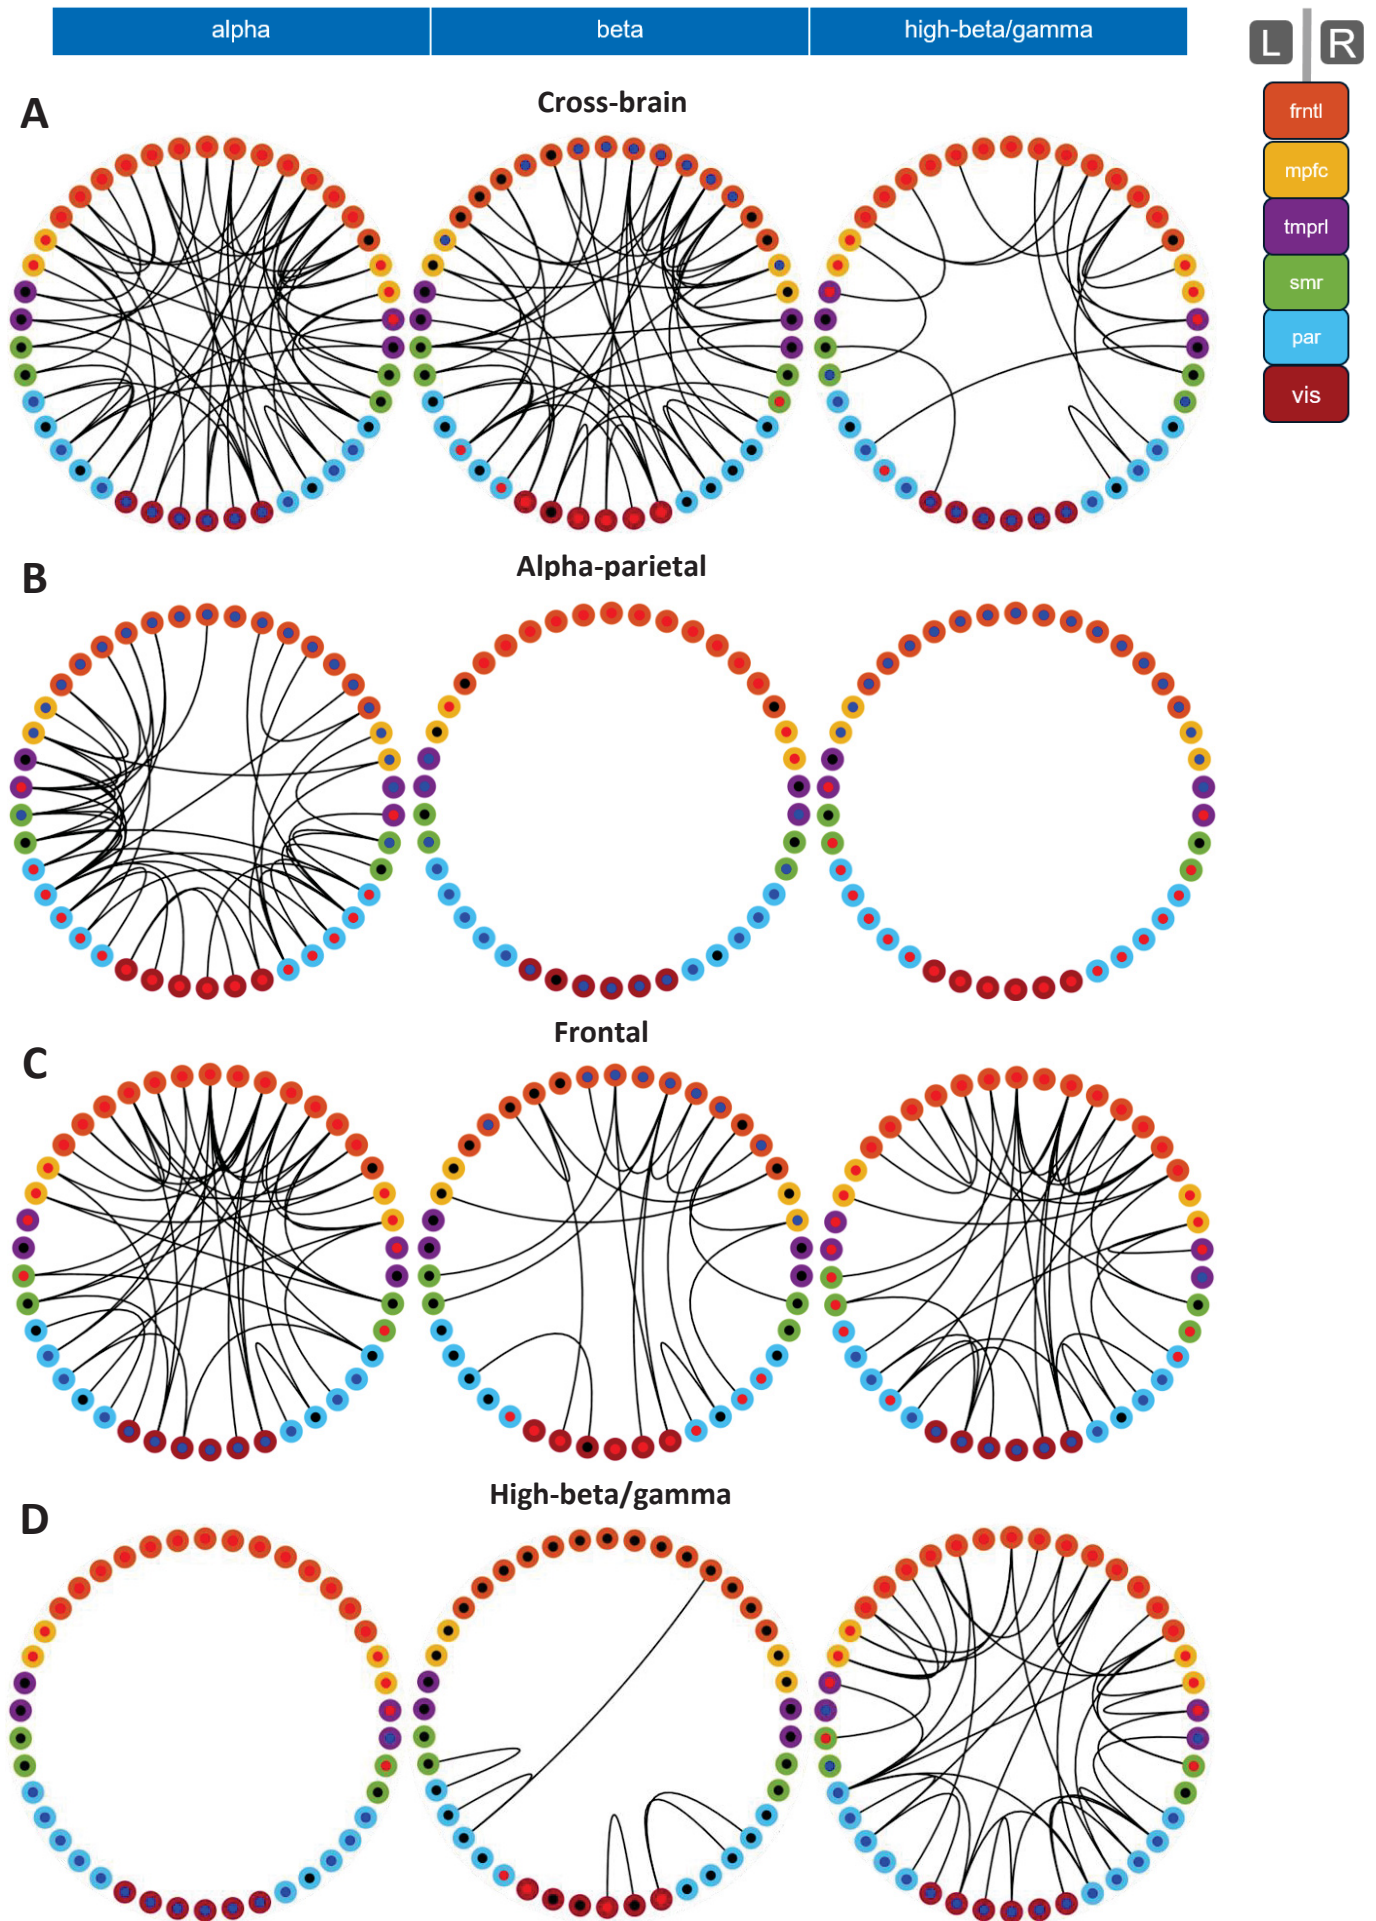 alpha beta high-beta/gamma
L R
frntl
mpfc
tmprl
smr
par
vis
A Cross-brain
B Alpha-parietal
C Frontal
D High-beta/gamma